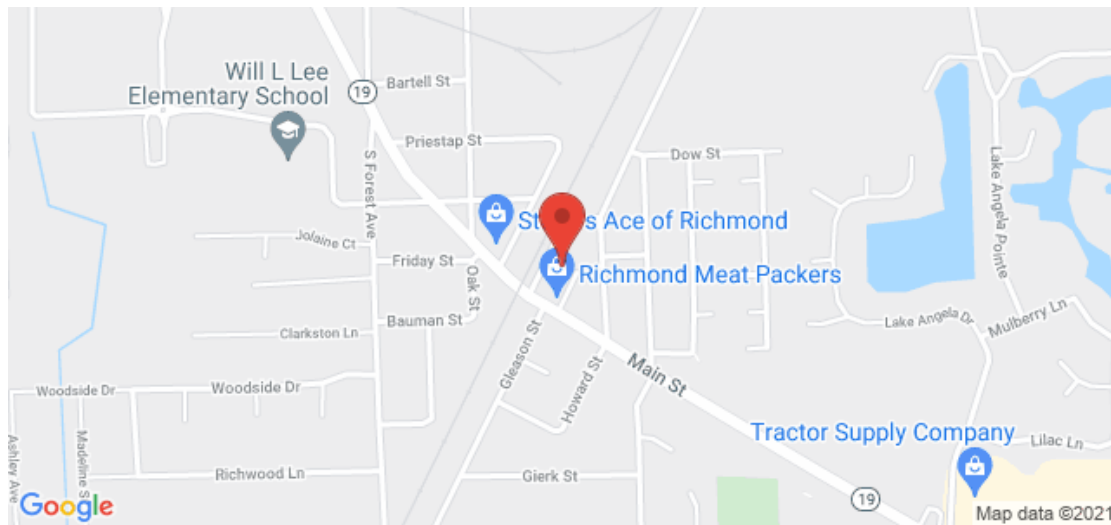 Will L Lee
Elementary School
19
Bartell St
Priestap St
S Forest Ave
Dow St
Lake Angela Pointe
Ace of Richmond
Jolaine Ct
Friday St
Oak St
Richmond Meat Packers
Bauman St
Clarkston Ln
Gleason St
Lake Angela Dr
Mulberry Ln
Howard St
Main St
Woodside Dr
Woodside Dr
Ashley Ave
Madeline St
Richwood Ln
Gierk St
Tractor Supply Company
Lilac Ln
19
Google
Map data ©2021